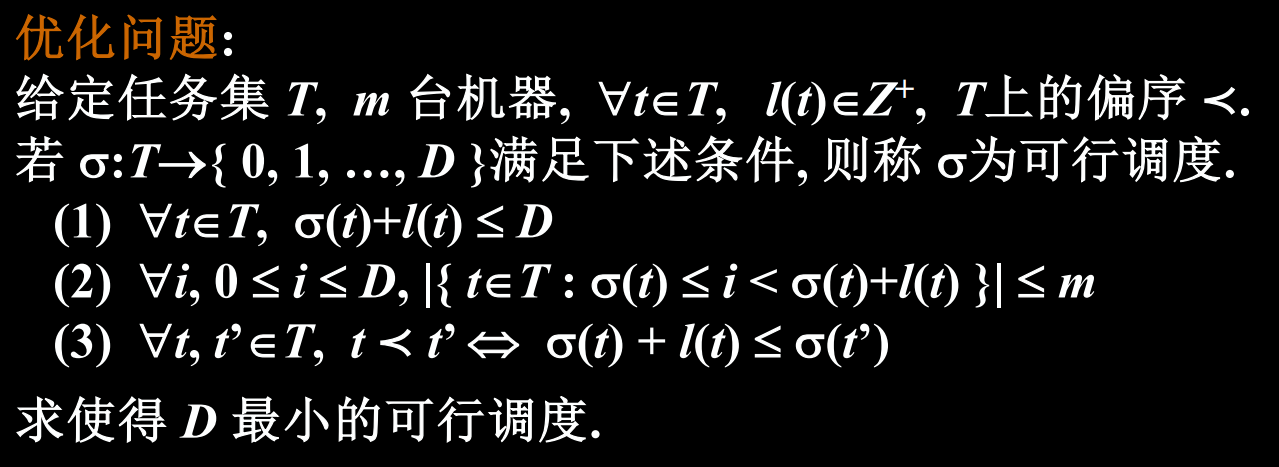 优化问题:
给定任务集 T, m 台机器, ∀t∈T, l(t)∈Z⁺, T上的偏序 ≺.
若 σ:T→{ 0, 1, …, D }满足下述条件, 则称 σ为可行调度.
(1) ∀t∈T, σ(t)+l(t) ≤ D
(2) ∀i, 0 ≤ i ≤ D, |{ t∈T : σ(t) ≤ i < σ(t)+l(t) }| ≤ m
(3) ∀t, t’∈T, t ≺ t’ ⇔ σ(t) + l(t) ≤ σ(t’)
求使得 D 最小的可行调度.